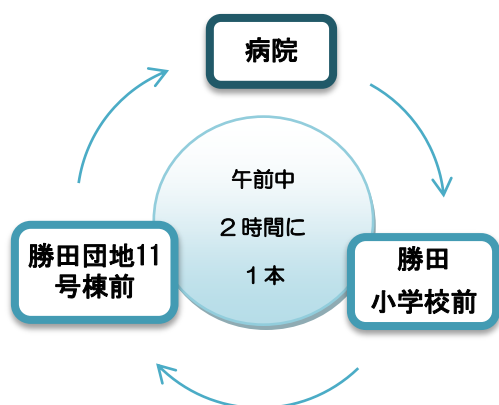 病院
午前中
２時間に
１本
勝田団地11
号棟前
勝田
小学校前